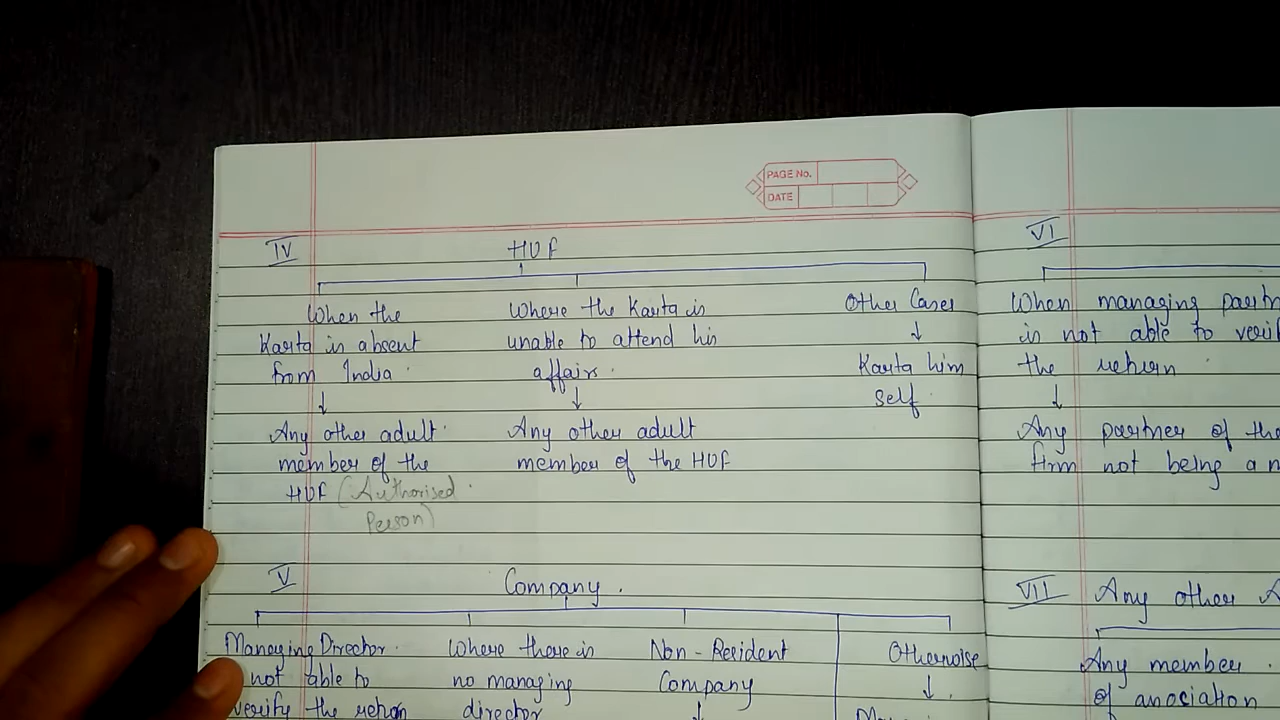 PAGE No.
DATE
IV
HUF
When the
Karta is absent
from India.
↓
Any other adult
member of the
HUF (Authorised
Person)
Where the Karta is
unable to attend his
affairs.
↓
Any other adult
member of the HUF
Other Cases
↓
Karta him
self.
V
Company.
Managing Director
not able to
verify the return
Where there is
no managing
director
Non-Resident
Company
↓
Otherwise
↓
VI
When managing
is not able to
the return
↓
Any partner of
firm not being a
VII Any other
Any member
of